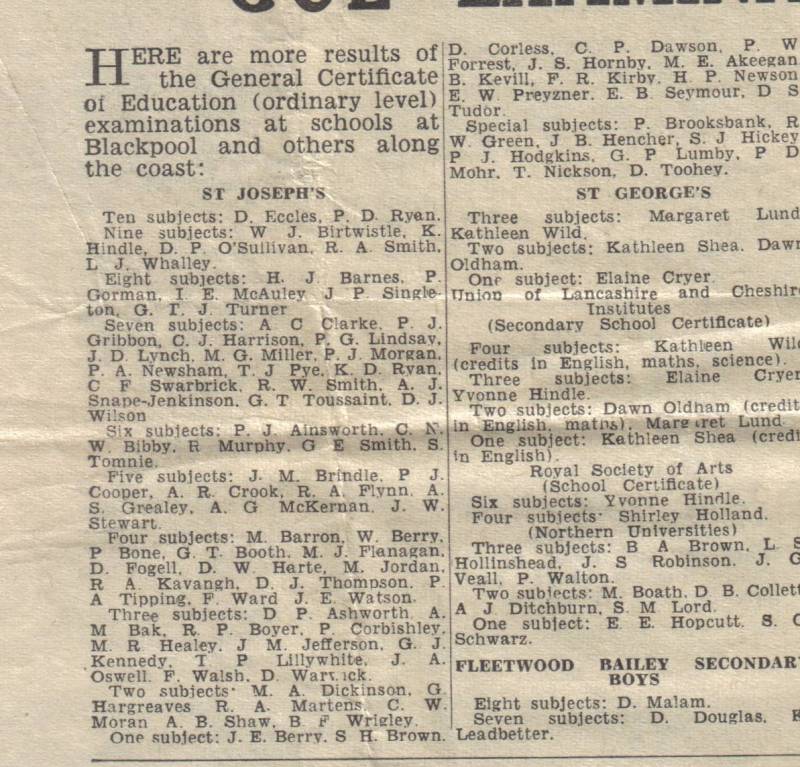 HERE are more results of
the General Certificate
of Education (ordinary level)
examinations at schools at
Blackpool and others along
the coast:
ST JOSEPH'S
Ten subjects: D. Eccles, P. D. Ryan.
Nine subjects: W J. Birtwistle, K.
Hindle, D. P. O'Sullivan, R. A. Smith,
L J. Whalley.
Eight subjects: H. J Barnes, P.
Gorman, I. E. McAuley J P. Single-
ton, G. T. J. Turner
Seven subjects: A C Clarke, P. J.
Gribbon, C. J. Harrison, P. G. Lindsay,
J. D. Lynch, M. G. Miller, P. J. Morgan,
P. A. Newsham, T. J Pye, K. D. Ryan,
C F Swarbrick, R. W. Smith, A. J.
Snape-Jenkinson, G. T Toussaint, D. J.
Wilson
Six subjects: P. J. Ainsworth, C. N.
W. Bibby, R Murphy, G E Smith, S.
Tomnie.
Five subjects: J. M. Brindle, P J.
Cooper, A. R. Crook, R. A. Flynn, A.
S. Grealey, A. G McKernan, J. W.
Stewart.
Four subjects: M. Barron, W. Berry,
P Bone, G. T. Booth, M. J. Flanagan,
D. Fogell, D. W. Harte, M. Jordan,
R A. Kavangh, D. J. Thompson, P.
A Tipping, F. Ward J. E. Watson.
Three subjects: D P. Ashworth, A.
M Bak, R. P. Boyer, P. Corbishley,
M. R Healey, J M. Jefferson, G. J.
Kennedy, T P Lillywhite, J. A.
Oswell, F. Walsh, D.
Two subjects: M. A. Dickinson, G
Hargreaves R. A. Martens, C. W.
Moran A. B. Shaw, B. F Wrigley.
One subject: J. E. Berry, S H. Brown,
D. Corless, C. P. Dawson, P. W
Forrest, J. S. Hornby, M. E. Akeegan
B. Kevill, F. R. Kirby, H P. Newson
E. W Preyzner, E. B Seymour, D S
Tudor.
Special subjects: P. Brooksbank, R
W. Green, J B. Hencher, S. J Hickey
P J. Hodgkins, G. P Lumby, P D
Mohr, T. Nickson, D. Toohey.
ST GEORGE'S
Three subjects: Margaret Lund
Kathleen Wild.
Two subjects: Kathleen Shea, Dawn
Oldham.
One subject: Elaine Cryer.
Union of Lancashire and Cheshire
Institutes
(Secondary School Certificate)
Four subjects: Kathleen Wild
(credits in English, maths, science).
Three subjects: Elaine Cryer
Yvonne Hindle.
Two subjects: Dawn Oldham (credit
in English, maths), Margaret Lund.
One subject: Kathleen Shea (credi
in English).
Royal Society of Arts
(School Certificate)
Six subjects: Yvonne Hindle.
Four subjects: Shirley Holland.
(Northern Universities)
Three subjects: B A Brown, L S
Hollinshead, J. S Robinson, J. G
Veall, P. Walton.
Two subjects: M. Boath, D B. Collett
A J Ditchburn, S. M Lord.
One subject: E. E. Hopcutt, S. C
Schwarz.
FLEETWOOD BAILEY SECONDARY
BOYS
Eight subjects: D. Malam.
Seven subjects: D. Douglas, E
Leadbetter.